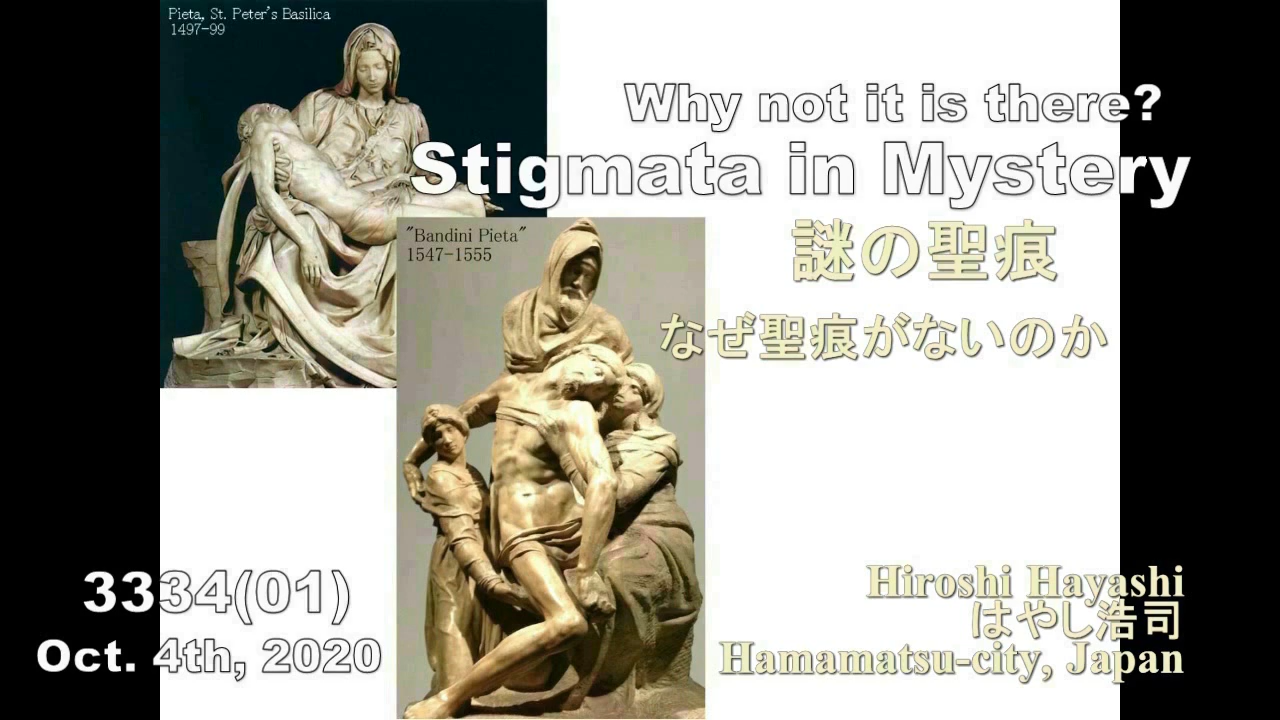 Pieta, St. Peter's Basilica
1497-99
Why not it is there?
Stigmata in Mystery
謎の聖痕
"Bandini Pieta"
1547-1555
なぜ聖痕がないのか
3334(01)
Oct. 4th, 2020
Hiroshi Hayashi
はやし浩司
Hamamatsu-city, Japan